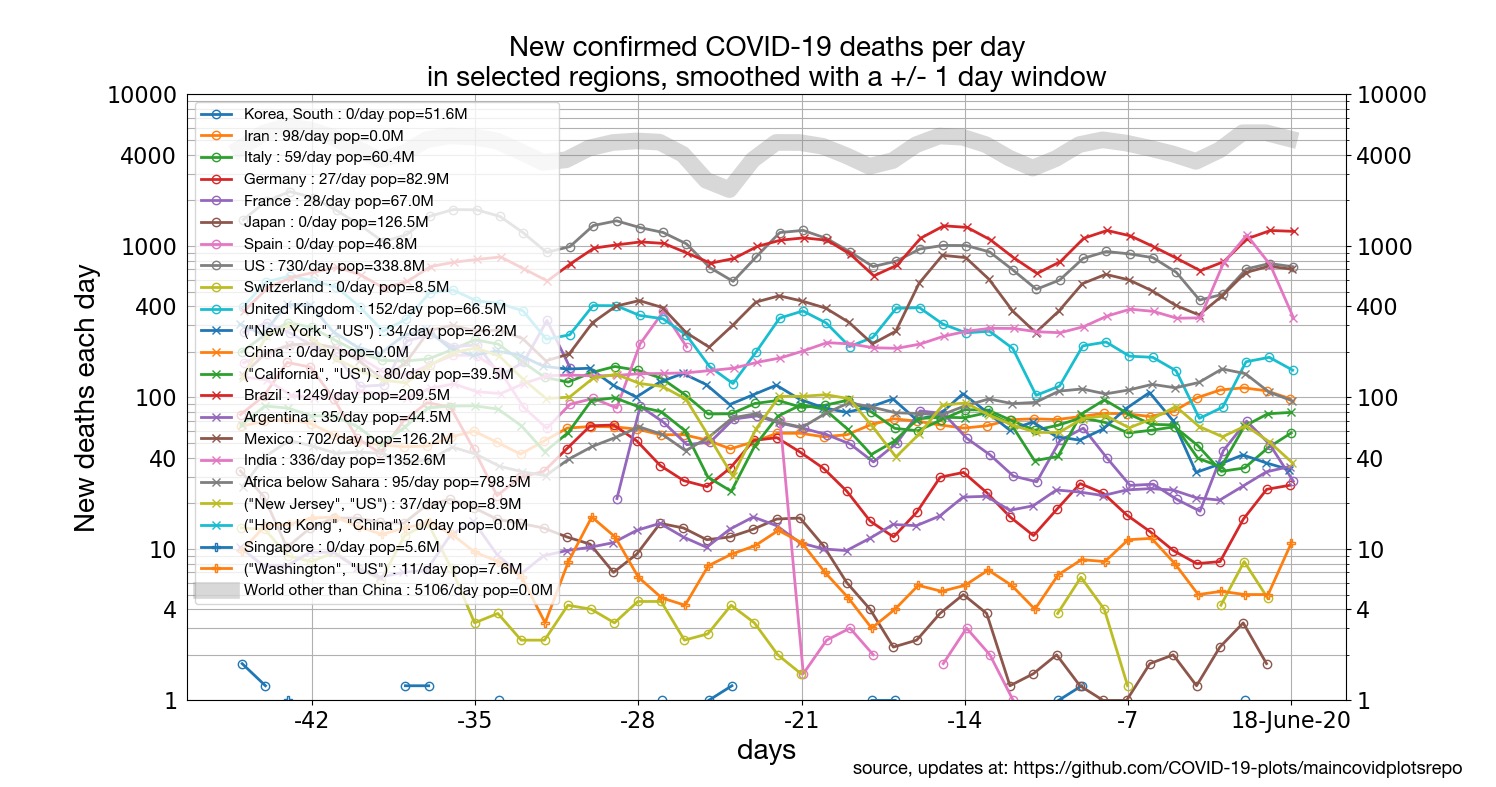 New confirmed COVID-19 deaths per day
in selected regions, smoothed with a +/- 1 day window
10000
4000
1000
400
100
40
10
4
1
New deaths each day
Korea, South : 0/day pop=51.6M
Iran : 98/day pop=0.0M
Italy : 59/day pop=60.4M
Germany : 27/day pop=82.9M
France : 28/day pop=67.0M
Japan : 0/day pop=126.5M
Spain : 0/day pop=46.8M
US : 730/day pop=338.8M
Switzerland : 0/day pop=8.5M
United Kingdom : 152/day pop=66.5M
("New York", "US") : 34/day pop=26.2M
China : 0/day pop=0.0M
("California", "US") : 80/day pop=39.5M
Brazil : 1249/day pop=209.5M
Argentina : 35/day pop=44.5M
Mexico : 702/day pop=126.2M
India : 336/day pop=1352.6M
Africa below Sahara : 95/day pop=798.5M
("New Jersey", "US") : 37/day pop=8.9M
("Hong Kong", "China") : 0/day pop=0.0M
Singapore : 0/day pop=5.6M
("Washington", "US") : 11/day pop=7.6M
World other than China : 5106/day pop=0.0M
10000
4000
1000
400
100
40
10
4
1
-42 -35 -28 -21 -14 -7 18-June-20
days
source, updates at: https://github.com/COVID-19-plots/maincovidplotsrepo